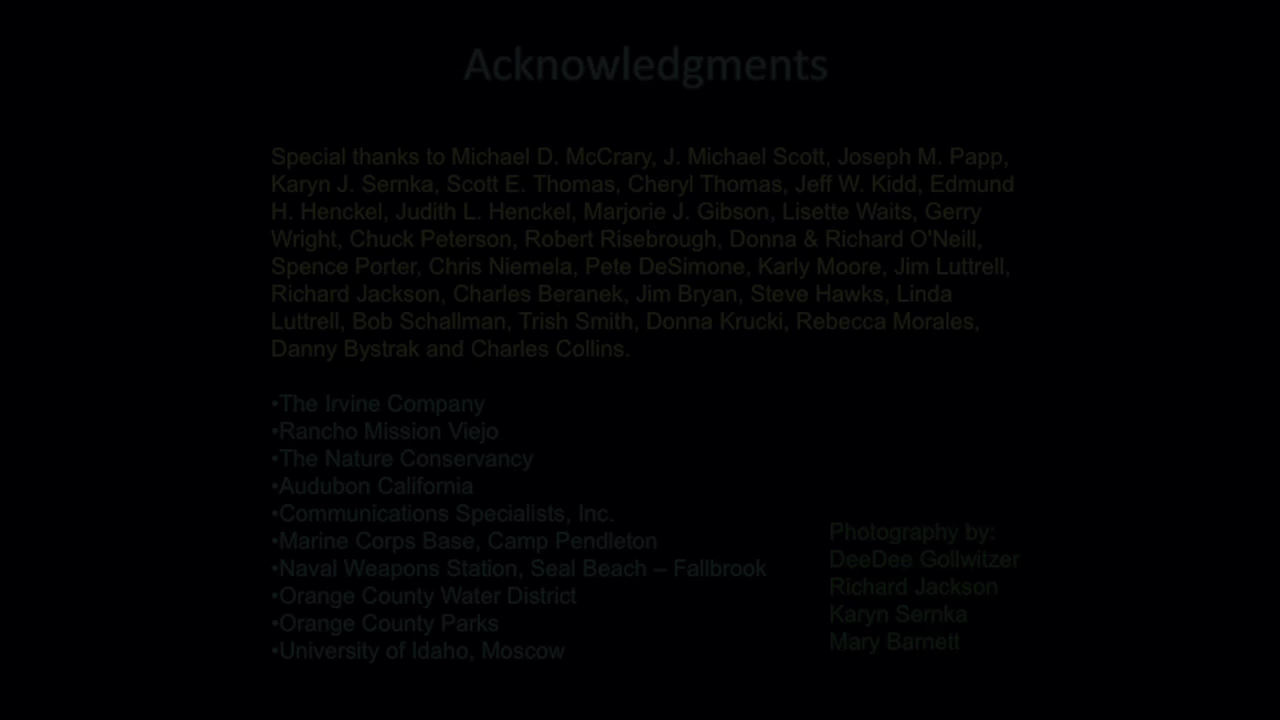 Acknowledgments
Special thanks to Michael D. McCrary, J. Michael Scott, Joseph M. Papp,
Karyn J. Sernka, Scott E. Thomas, Cheryl Thomas, Jeff W. Kidd, Edmund
H. Henckel, Judith L. Henckel, Marjorie J. Gibson, Lisette Waits, Gerry
Wright, Chuck Peterson, Robert Risebrough, Donna & Richard O'Neill,
Spence Porter, Chris Niemela, Pete DeSimone, Karly Moore, Jim Luttrell,
Richard Jackson, Charles Beranek, Jim Bryan, Steve Hawks, Linda
Luttrell, Bob Schallman, Trish Smith, Donna Krucki, Rebecca Morales,
Danny Bystrak and Charles Collins.
•The Irvine Company
•Rancho Mission Viejo
•The Nature Conservancy
•Audubon California
•Communications Specialists, Inc.
•Marine Corps Base, Camp Pendleton
•Naval Weapons Station, Seal Beach – Fallbrook
•Orange County Water District
•Orange County Parks
•University of Idaho, Moscow
Photography by:
DeeDee Gollwitzer
Richard Jackson
Karyn Sernka
Mary Barnett